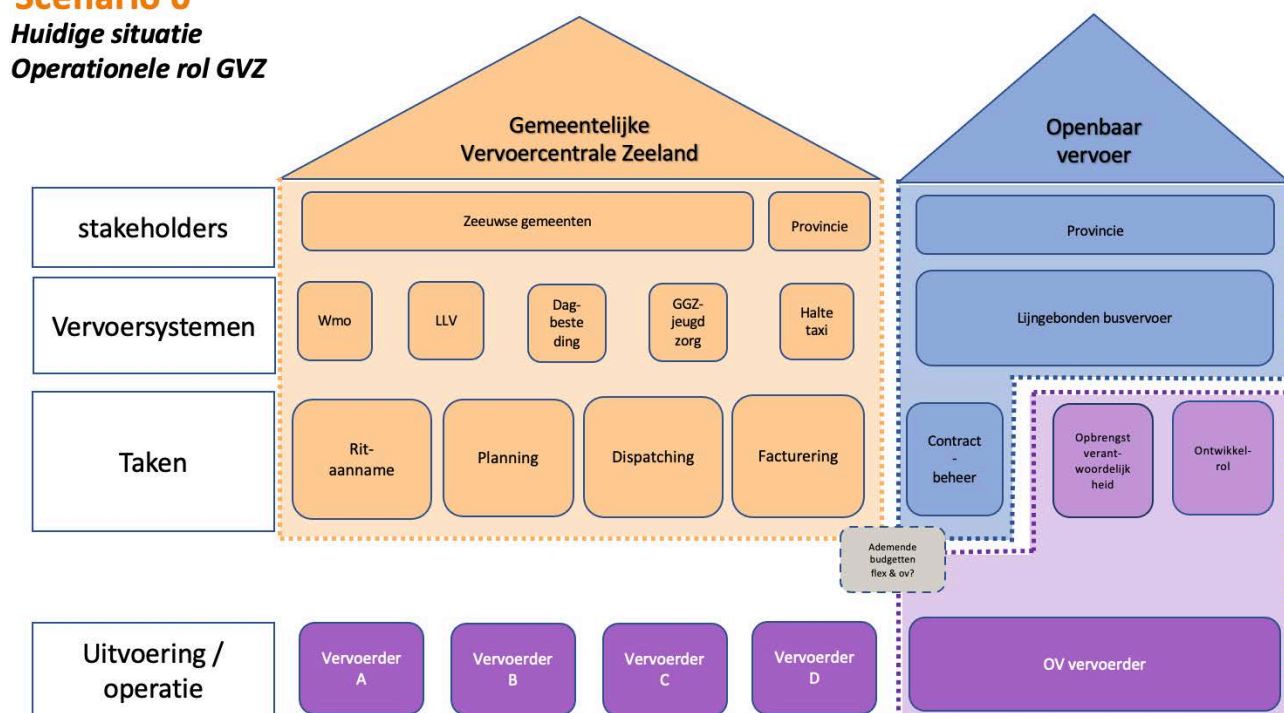 Scenario 0
Huidige situatie
Operationele rol GVZ
Gemeentelijke
Vervoercentrale Zeeland
Openbaar
vervoer
stakeholders
Zeeuwse gemeenten
Provincie
Provincie
Vervoersystemen
Wmo
LLV
Dag-
beste
ding
GGZ-
jeugd
zorg
Halte
taxi
Lijngebonden busvervoer
Taken
Rit-
aanname
Planning
Dispatching
Facturering
Contract
-
beheer
Opbrengst
verant-
woordelijk
heid
Ontwikkel-
rol
Ademende
budgetten
flex & ov?
Uitvoering /
operatie
Vervoerder
A
Vervoerder
B
Vervoerder
C
Vervoerder
D
OV vervoerder